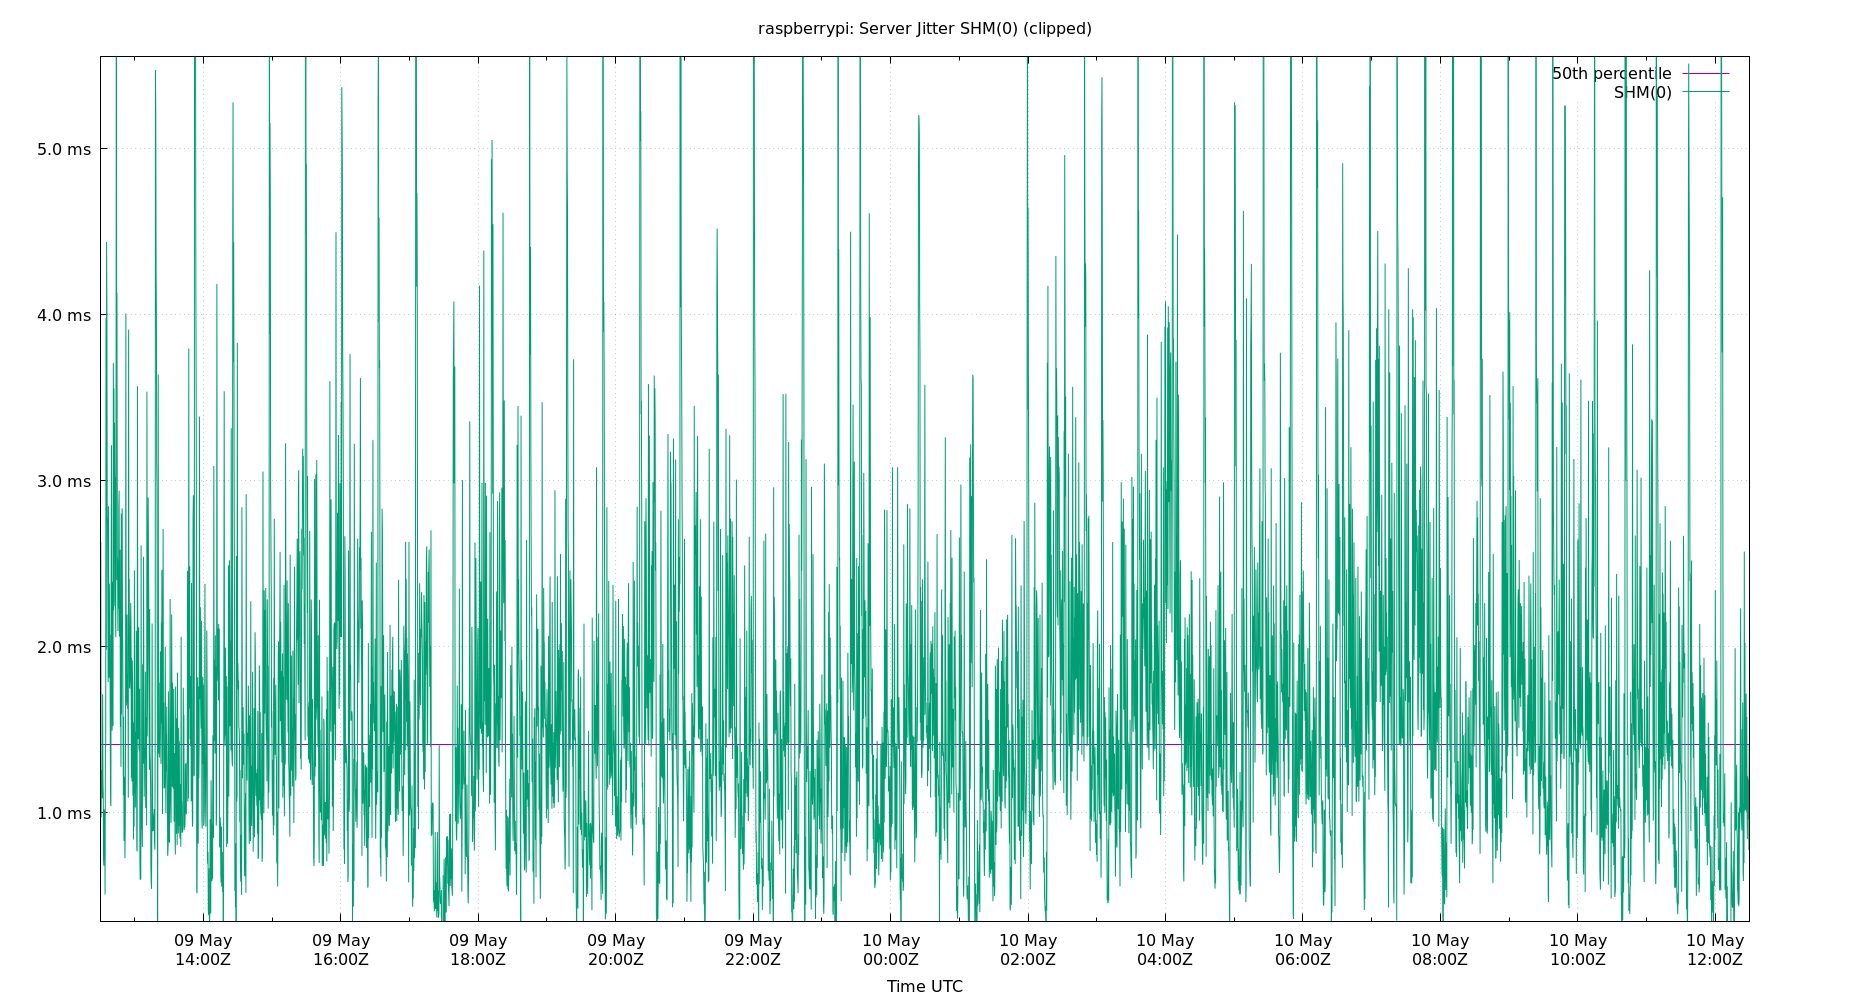 raspberrypi: Server Jitter SHM(0) (clipped)
50th percentile
SHM(0)
5.0 ms
4.0 ms
3.0 ms
2.0 ms
1.0 ms
09 May 09 May 09 May 09 May 09 May 10 May 10 May 10 May 10 May 10 May 10 May 10 May
14:00Z 16:00Z 18:00Z 20:00Z 22:00Z 00:00Z 02:00Z 04:00Z 06:00Z 08:00Z 10:00Z 12:00Z
Time UTC